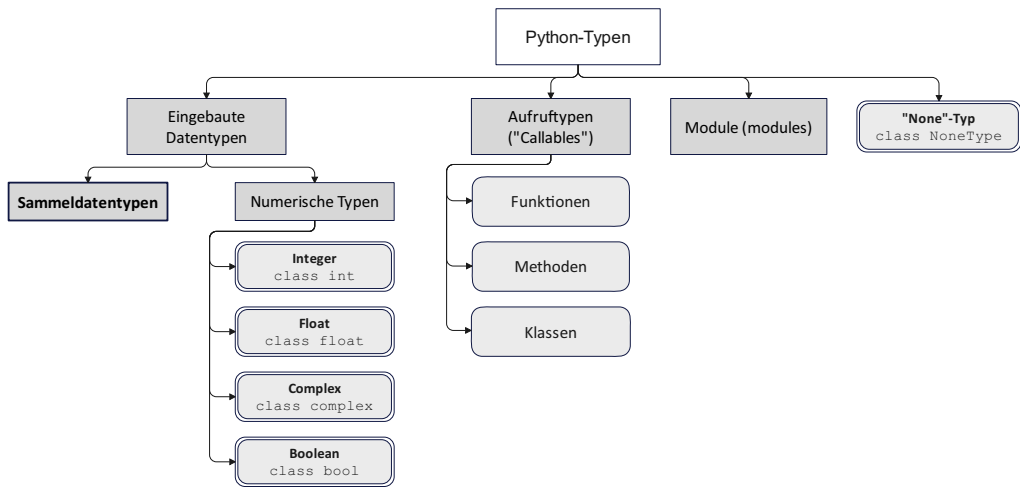 Python-Typen
Eingebaute
Datentypen
Aufruftypen
("Callables")
Module (modules)
"None"-Typ
class NoneType
Sammeldatentypen
Numerische Typen
Funktionen
Integer
class int
Methoden
Float
class float
Klassen
Complex
class complex
Boolean
class bool